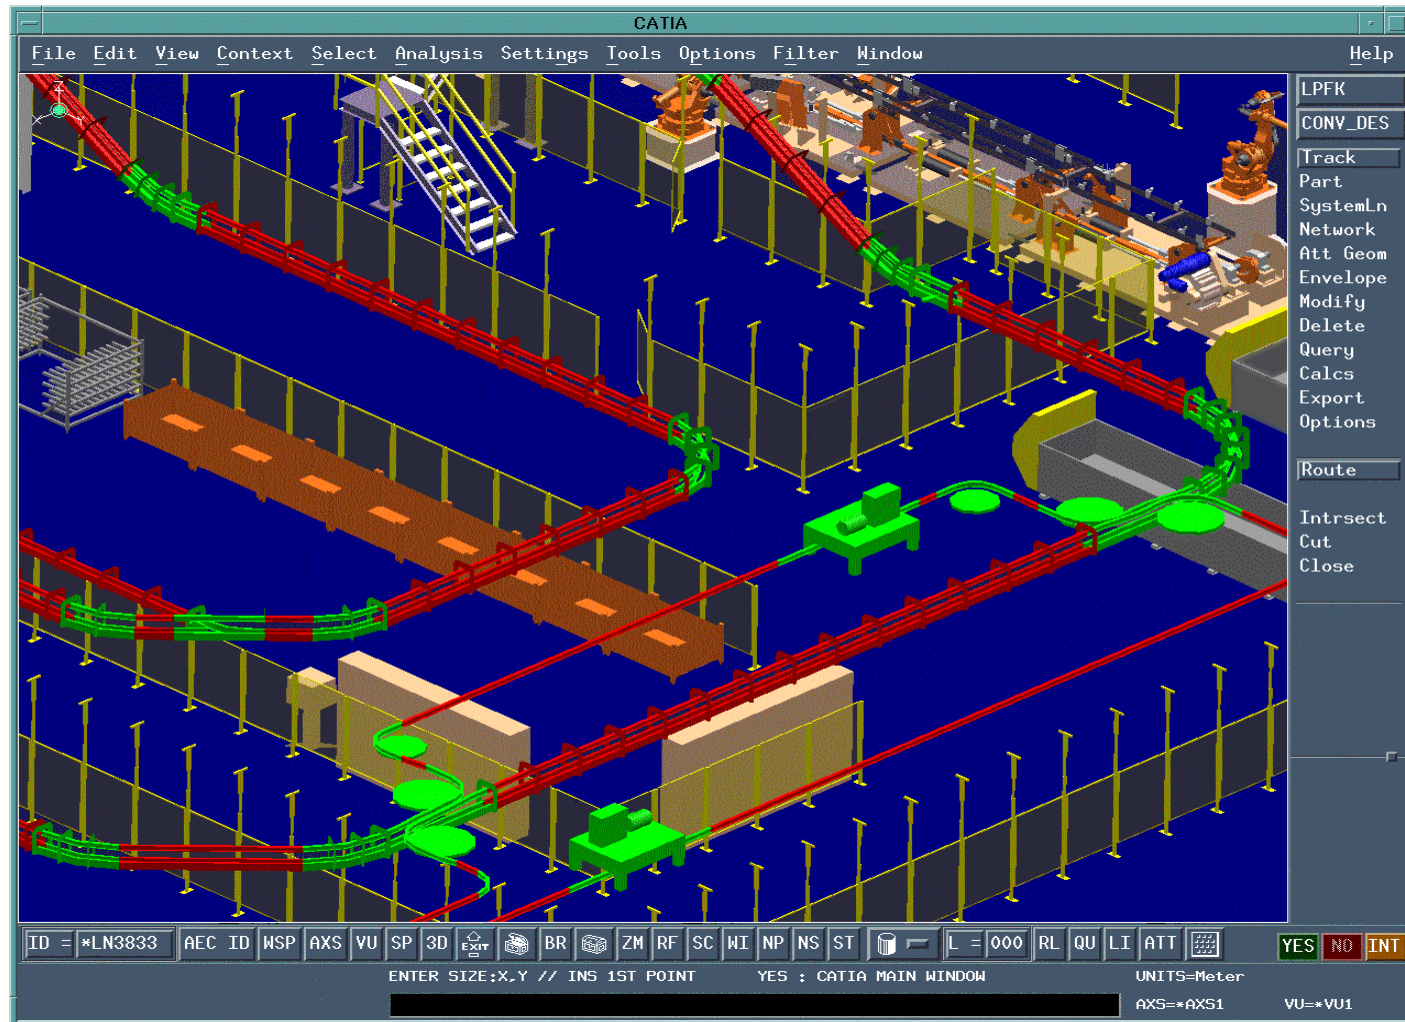 CATIA
File Edit View Context Select Analysis Settings Tools Options Filter Window Help
Z
X Y
LPFK
CONV_DES
Track
Part
SystemLn
Network
Att Geom
Envelope
Modify
Delete
Query
Calcs
Export
Options
Route
Intrsect
Cut
Close
ID = *LN3833 AEC ID WSP AXS VU SP 3D EXIT BR ZM RF SC WI NP NS ST L = 000 RL QU LI ATT YES NO INT
ENTER SIZE;X,Y // INS 1ST POINT YES : CATIA MAIN WINDOW UNITS=Meter
AXS=*AXS1 VU=*VU1